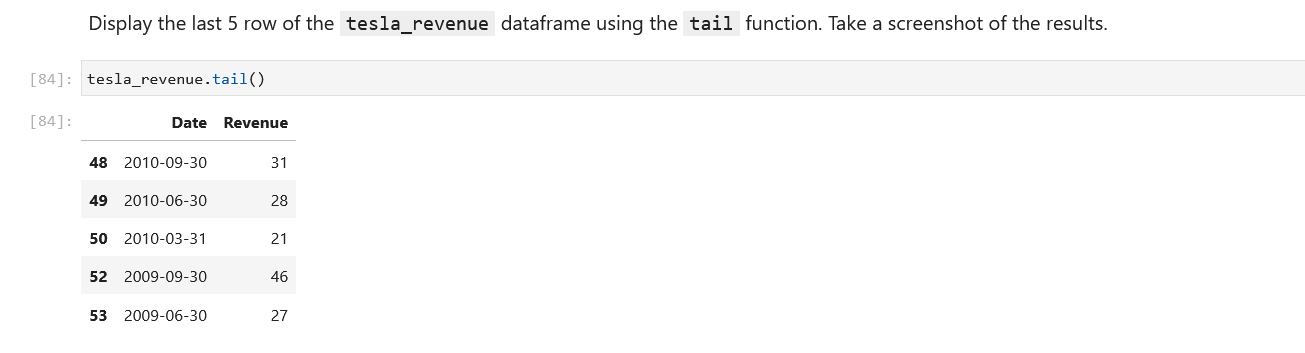 Display the last 5 row of the tesla_revenue dataframe using the tail function. Take a screenshot of the results.
[84]: tesla_revenue.tail()
[84]:
Date Revenue
48 2010-09-30 31
49 2010-06-30 28
50 2010-03-31 21
52 2009-09-30 46
53 2009-06-30 27